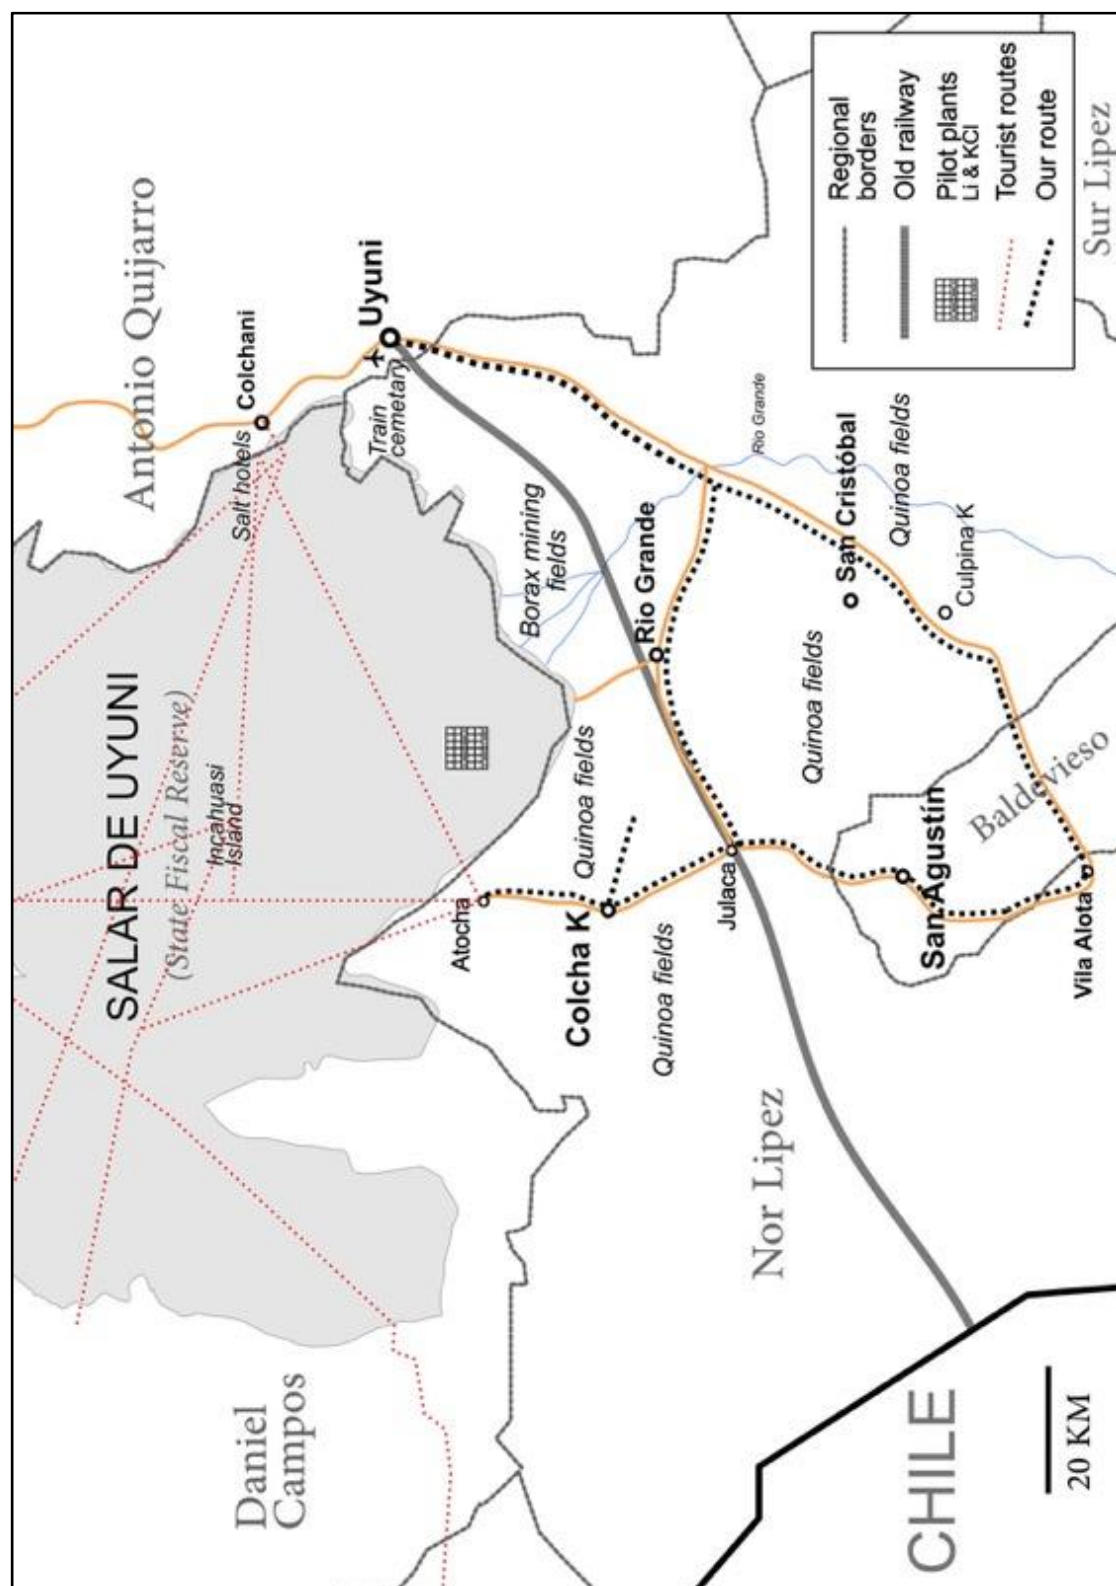 Antonio Quijarro
Colchani
Uyuni
Salt hotels
Train
cemetary
SALAR DE UYUNI
(State Fiscal Reserve)
Incahuasi
Island
Borax mining
fields
Rio Grande
Rio Grande
San Cristóbal
Quinoa fields
Culpina K
Quinoa fields
Quinoa fields
Atocha
Colcha K
Quinoa fields
Julaca
San Agustín
Baldevieso
Vila Alota
Nor Lipez
Daniel
Campos
CHILE
20 KM
Sur Lipez
Regional
borders
Old railway
Pilot plants
Li & KCl
Tourist routes
Our route